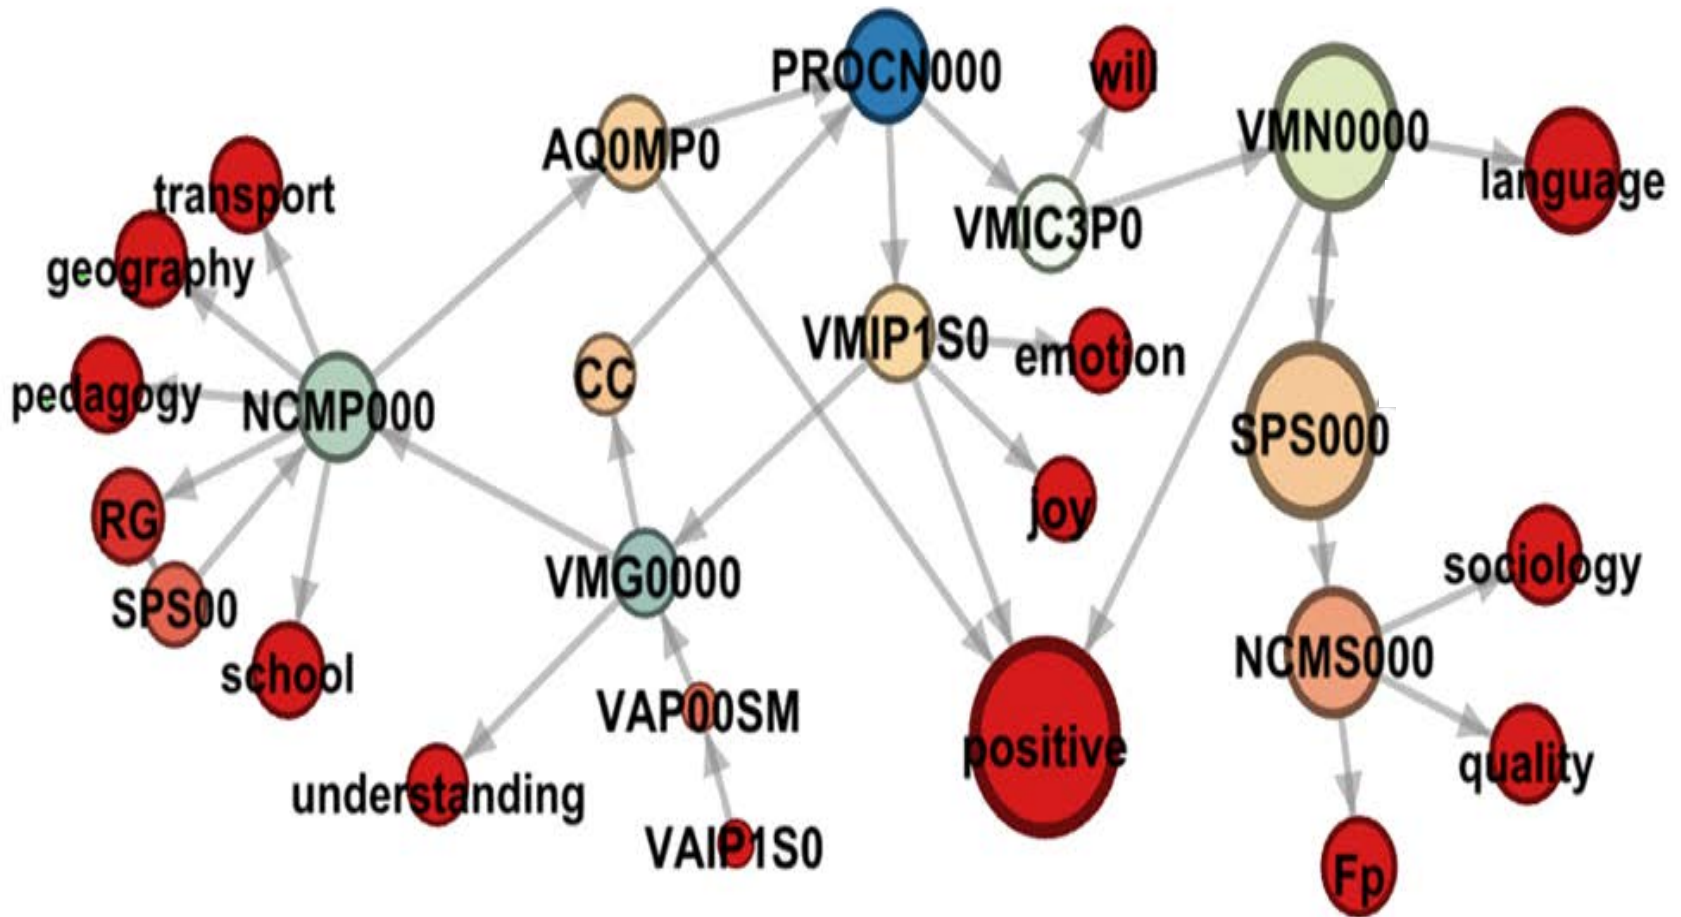 PROCN000
will
AQ0MP0
VMN0000
transport
language
geography
VMIC3P0
pedagogy
NCMP000
CC
VMIP1S0
emotion
SPS000
RG
joy
SPS00
VMG0000
sociology
school
VAP00SM
NCMS000
positive
quality
understanding
VAIP1S0
Fp